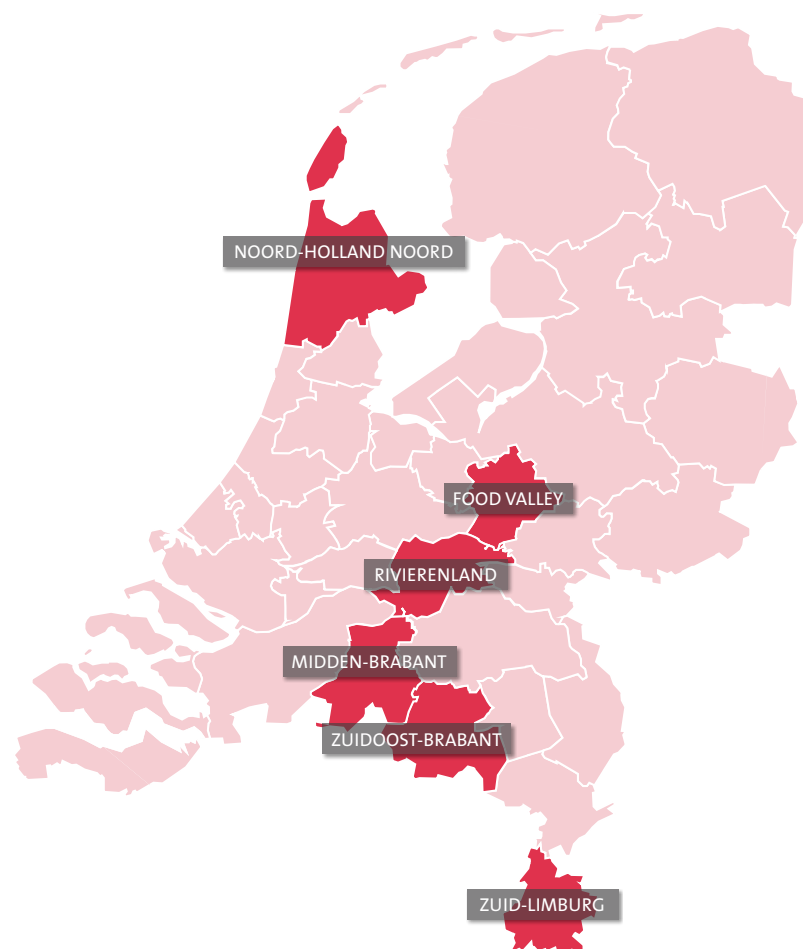 NOORD-HOLLAND NOORD
FOOD VALLEY
RIVIERENLAND
MIDDEN-BRABANT
ZUIDOOST-BRABANT
ZUID-LIMBURG